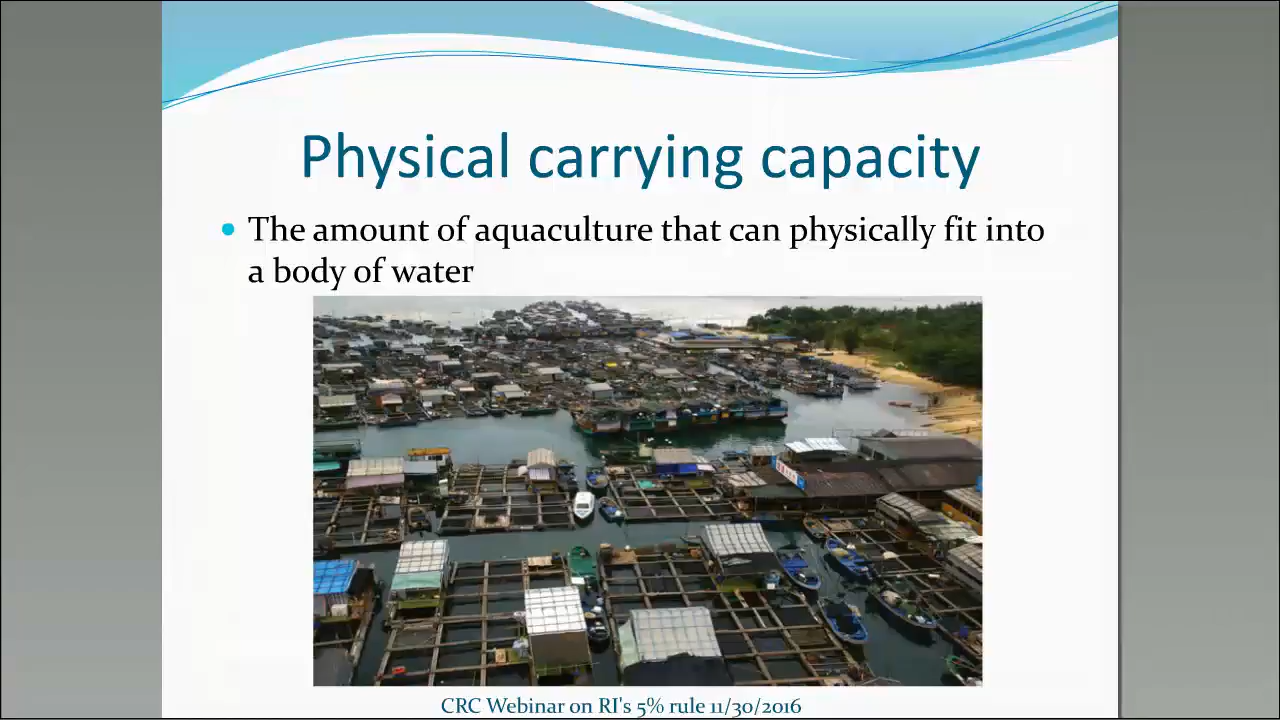 Physical carrying capacity
• The amount of aquaculture that can physically fit into
a body of water
CRC Webinar on RI's 5% rule 11/30/2016